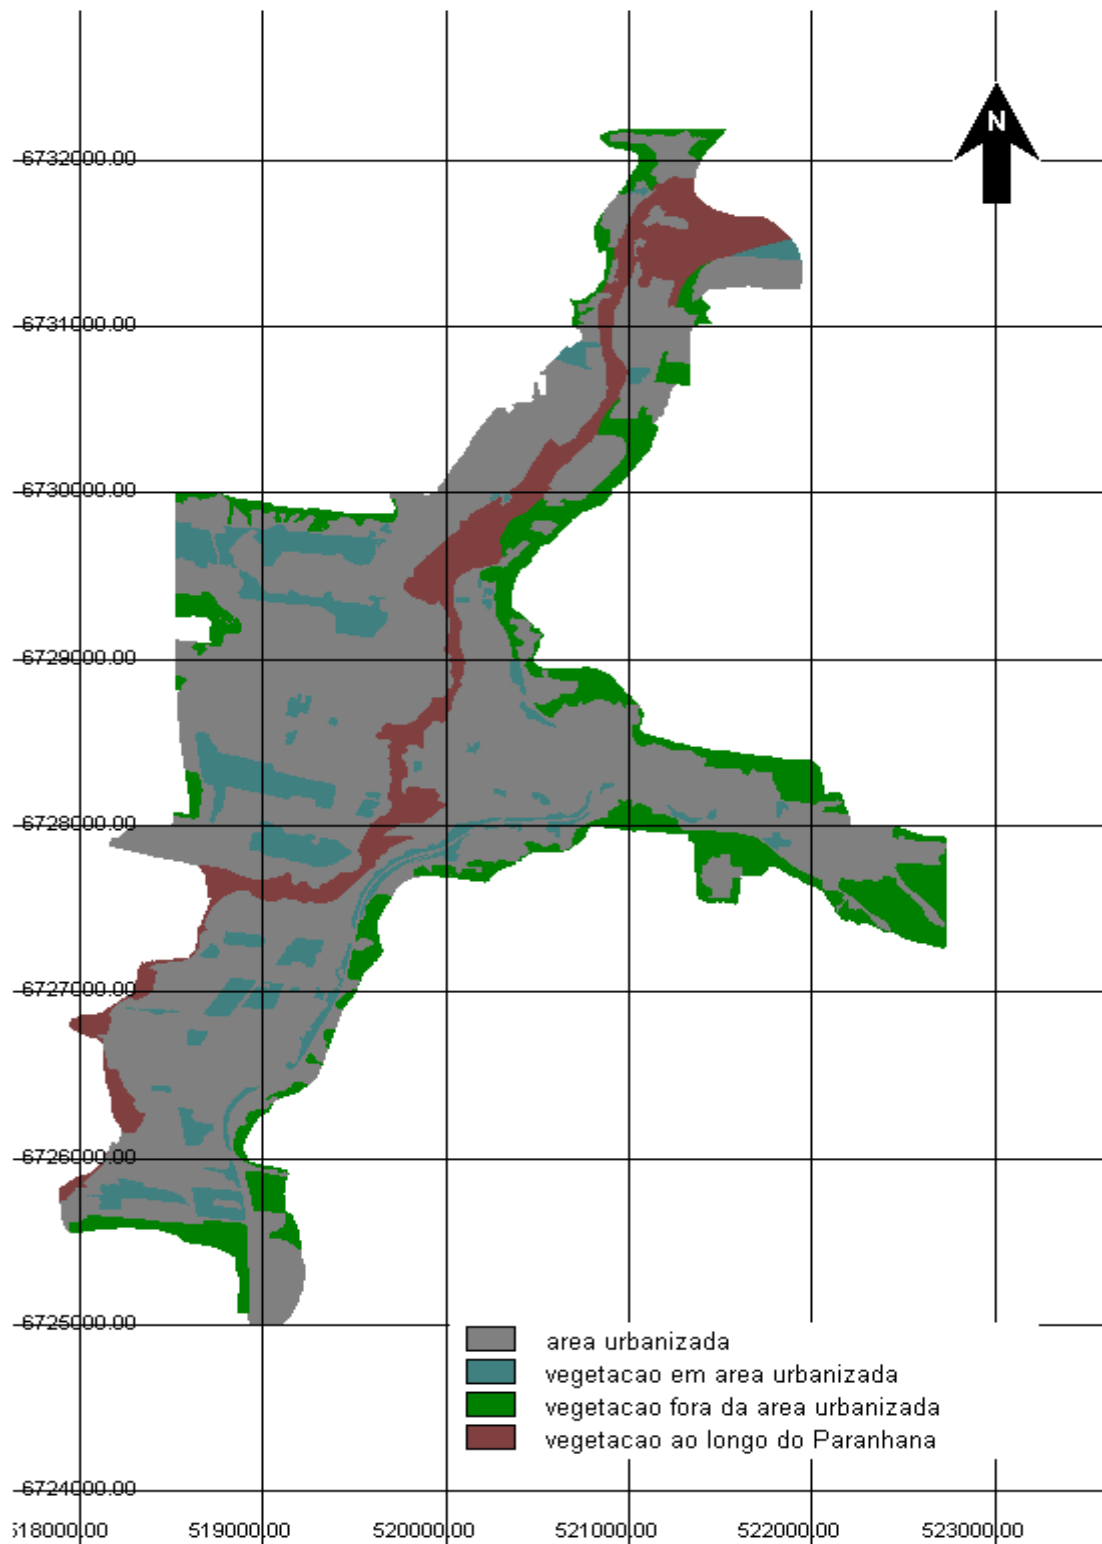 N
6732000.00
6731000.00
6730000.00
6729000.00
6728000.00
6727000.00
6726000.00
6725000.00
area urbanizada
vegetacao em area urbanizada
vegetacao fora da area urbanizada
vegetacao ao longo do Paranhana
6724000.00
518000.00 519000.00 520000.00 521000.00 522000.00 523000.00